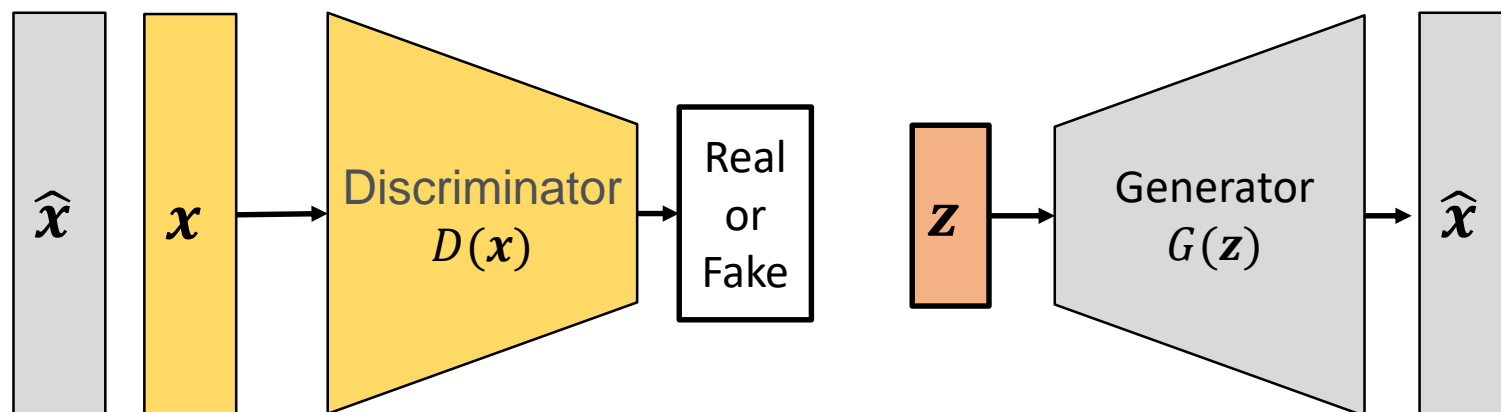 x̂
x
Discriminator
D(x)
Real
or
Fake
z
Generator
G(z)
x̂